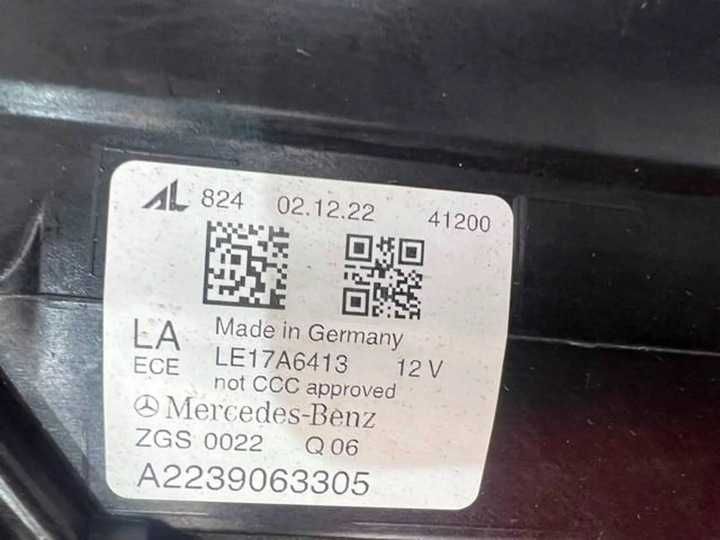 AL 824 02.12.22 41200
LA Made in Germany
ECE LE17A6413 12 V
not CCC approved
Mercedes-Benz
ZGS 0022 Q 06
A2239063305